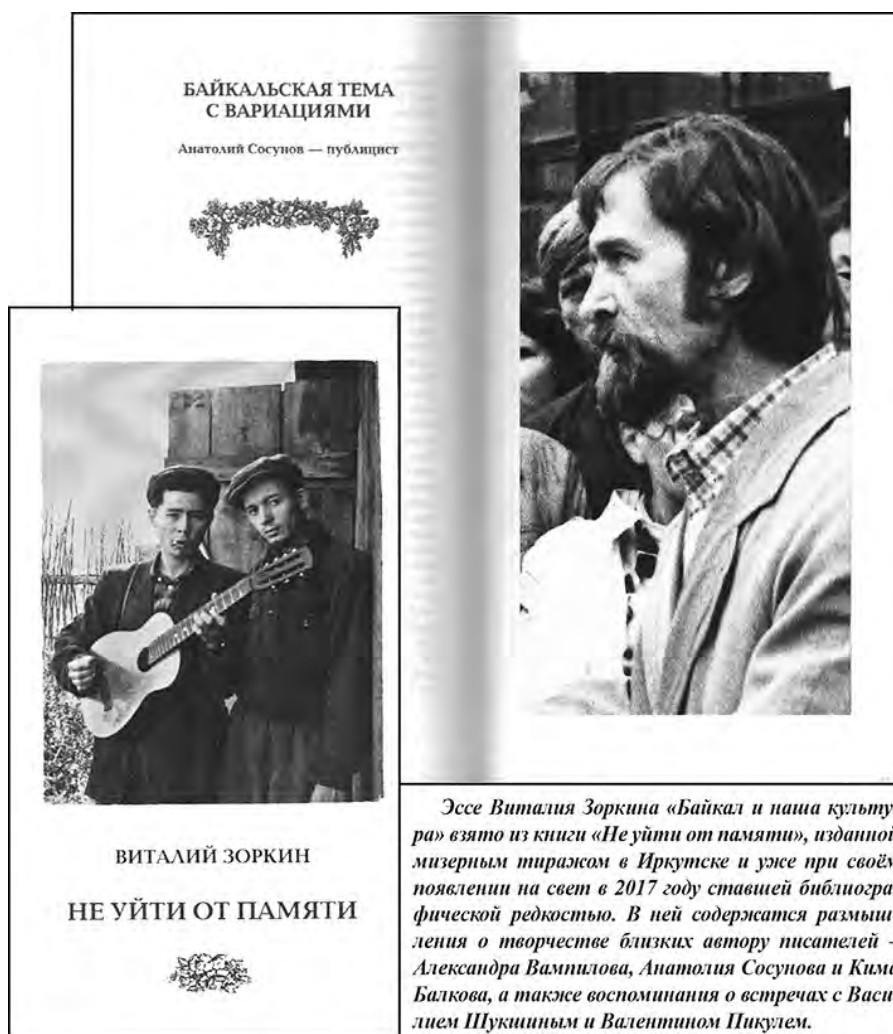 БАЙКАЛЬСКАЯ ТЕМА
С ВАРИАЦИЯМИ
Анатолий Сосунов — публицист
ВИТАЛИЙ ЗОРКИН
НЕ УЙТИ ОТ ПАМЯТИ
Эссе Виталия Зоркина «Байкал и наша культу
ра» взято из книги «Не уйти от памяти», изданной
мизерным тиражом в Иркутске и уже при своём
появлении на свет в 2017 году ставшей библиогра
фической редкостью. В ней содержатся размыш
ления о творчестве близких автору писателей -
Александра Вампилова, Анатолия Сосунова и Кима
Балкова, а также воспоминания о встречах с Васи
лием Шукшиным и Валентином Пикулем.